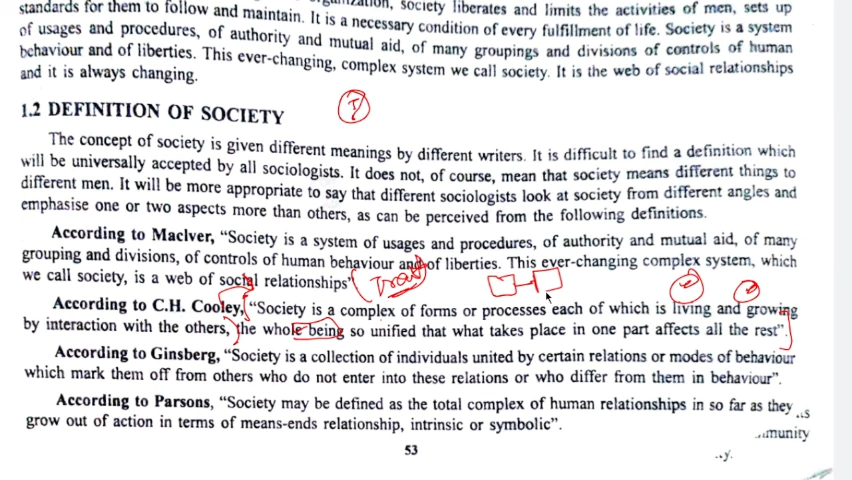 society liberates and limits the activities of men, sets up
standards for them to follow and maintain. It is a necessary condition of every fulfillment of life. Society is a system
of usages and procedures, of authority and mutual aid, of many groupings and divisions of controls of human
behaviour and of liberties. This ever-changing, complex system we call society. It is the web of social relationships
and it is always changing.
1.2 DEFINITION OF SOCIETY
The concept of society is given different meanings by different writers. It is difficult to find a definition which
will be universally accepted by all sociologists. It does not, of course, mean that society means different things to
different men. It will be more appropriate to say that different sociologists look at society from different angles and
emphasise one or two aspects more than others, as can be perceived from the following definitions.
According to MacIver, “Society is a system of usages and procedures, of authority and mutual aid, of many
grouping and divisions, of controls of human behaviour and of liberties. This ever-changing complex system, which
we call society, is a web of social relationships”
According to C.H. Cooley, “Society is a complex of forms or processes each of which is living and growing
by interaction with the others, the whole being so unified that what takes place in one part affects all the rest”.
According to Ginsberg, “Society is a collection of individuals united by certain relations or modes of behaviour
which mark them off from others who do not enter into these relations or who differ from them in behaviour”.
According to Parsons, “Society may be defined as the total complex of human relationships in so far as they
grow out of action in terms of means-ends relationship, intrinsic or symbolic”.
53